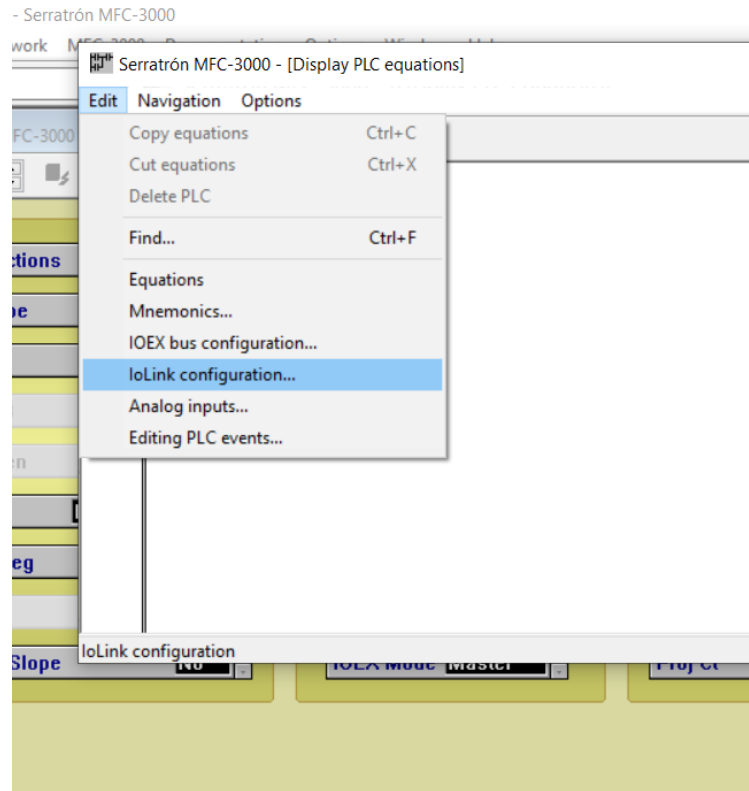 - Serratrón MFC-3000
work
Serratrón MFC-3000 - [Display PLC equations]
Edit Navigation Options
FC-3000
Copy equations Ctrl+C
Cut equations Ctrl+X
Delete PLC
Find... Ctrl+F
ctions
Equations
Mnemonics...
IOEX bus configuration...
IoLink configuration...
Analog inputs...
Editing PLC events...
eg
IoLink configuration
Slope No IOEX Mode Master Proj Ct